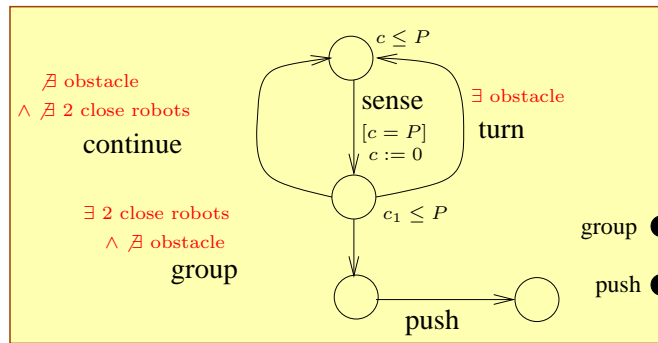 c ≤ P
∄ obstacle
∧ ∄ 2 close robots
continue
sense
[c = P]
c := 0
∃ obstacle
turn
c₁ ≤ P
∃ 2 close robots
∧ ∄ obstacle
group
push
group
push